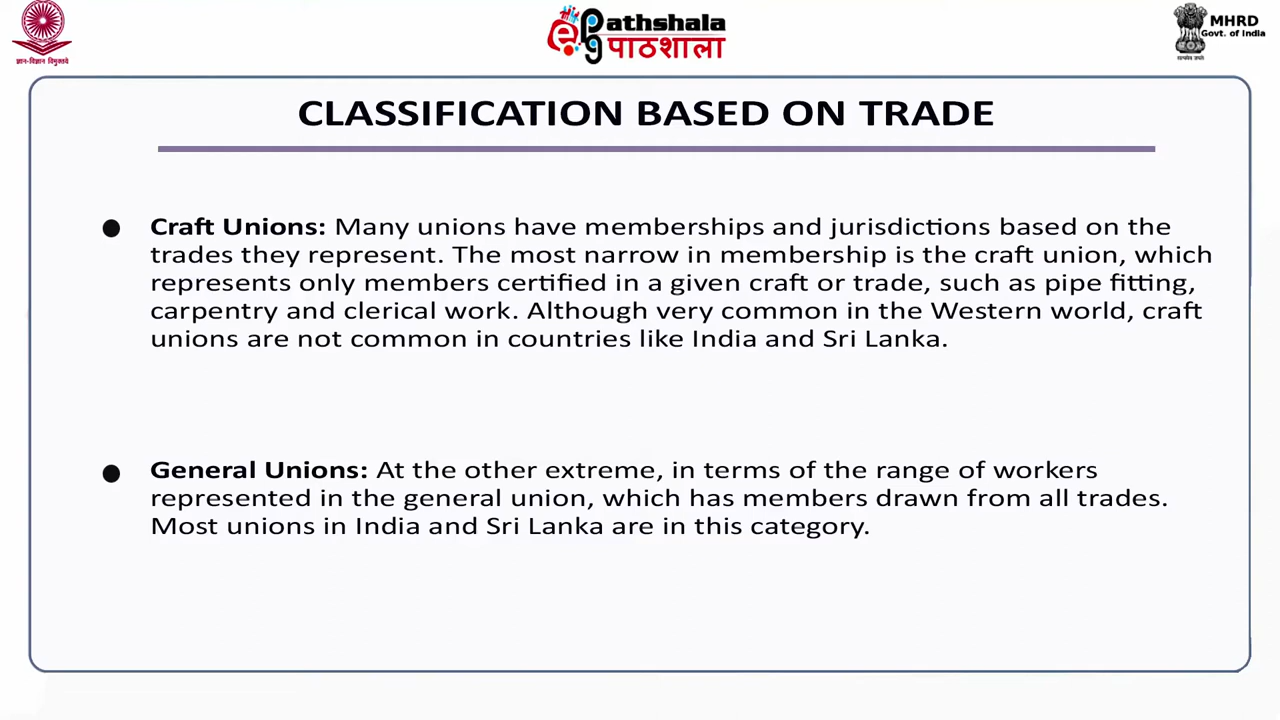 ज्ञान-विज्ञान विमुक्तये
ePathshala
पाठशाला
MHRD
Govt. of India
सत्यमेव जयते
CLASSIFICATION BASED ON TRADE
● Craft Unions: Many unions have memberships and jurisdictions based on the
trades they represent. The most narrow in membership is the craft union, which
represents only members certified in a given craft or trade, such as pipe fitting,
carpentry and clerical work. Although very common in the Western world, craft
unions are not common in countries like India and Sri Lanka.
● General Unions: At the other extreme, in terms of the range of workers
represented in the general union, which has members drawn from all trades.
Most unions in India and Sri Lanka are in this category.